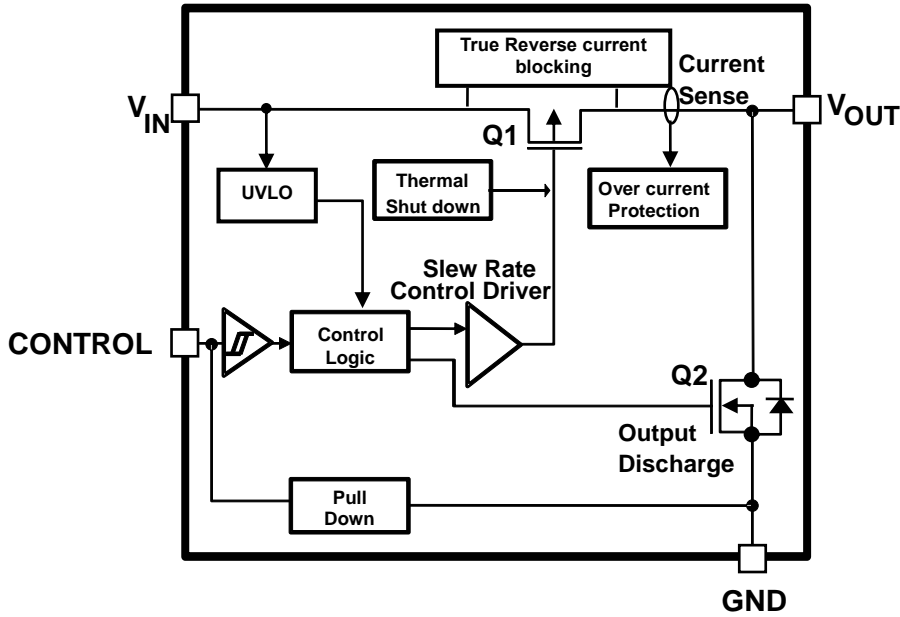 True Reverse current
blocking
Current
Sense
VIN
VOUT
Q1
UVLO
Thermal
Shut down
Over current
Protection
Slew Rate
Control Driver
CONTROL
Control
Logic
Q2
Output
Discharge
Pull
Down
GND